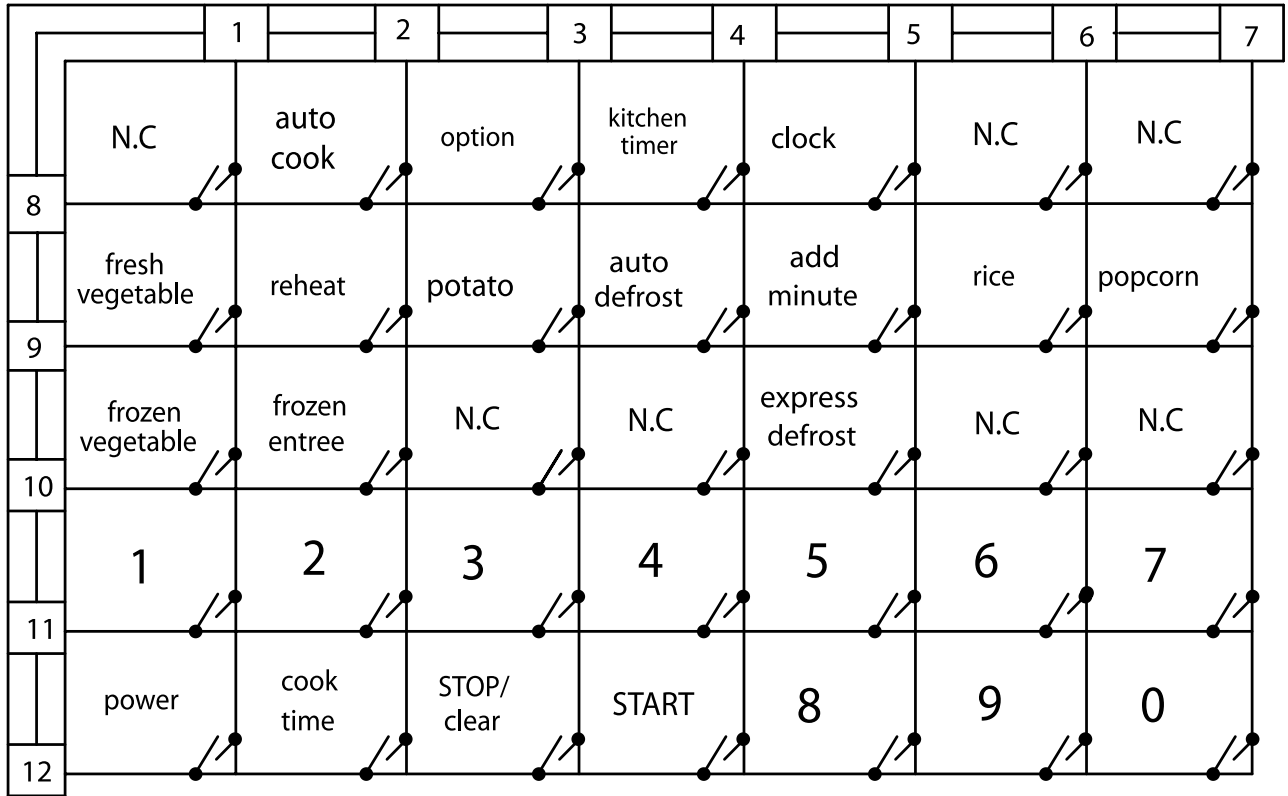 1 2 3 4 5 6 7
N.C auto cook option kitchen timer clock N.C N.C
8
fresh vegetable reheat potato auto defrost add minute rice popcorn
9
frozen vegetable frozen entree N.C N.C express defrost N.C N.C
10
1 2 3 4 5 6 7
11
power cook time STOP/ clear START 8 9 0
12